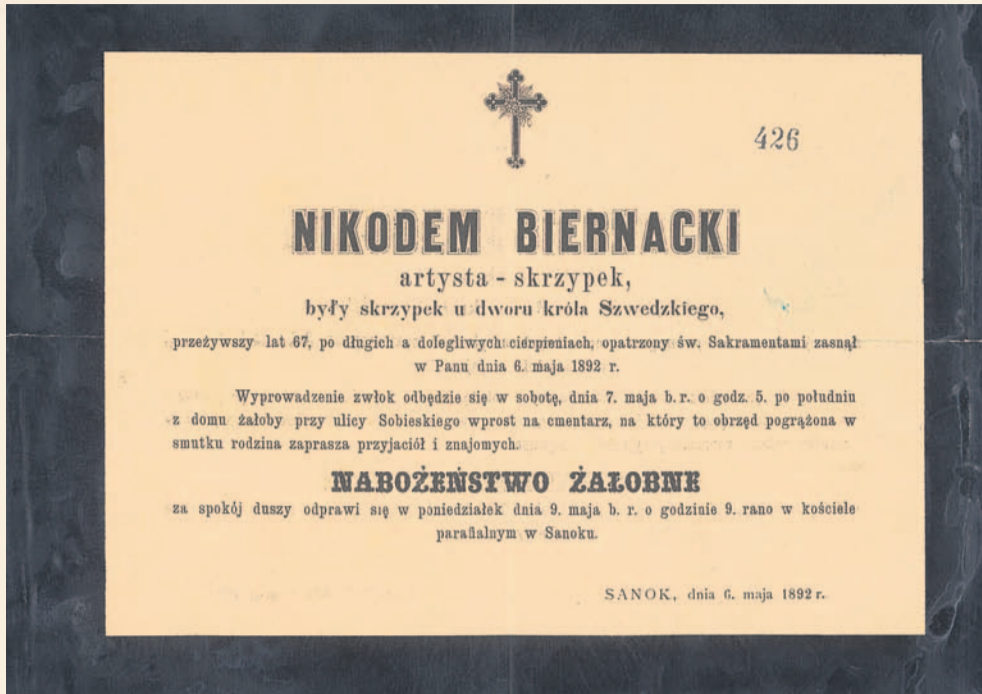 426
NIKODEM BIERNACKI
artysta - skrzypek,
były skrzypek u dworu króla Szwedzkiego,
przeżywszy lat 67, po długich a dolegliwych cierpieniach, opatrzony św. Sakramentami zasnął
w Panu dnia 6. maja 1892 r.
Wyprowadzenie zwłok odbędzie się w sobotę, dnia 7. maja b. r. o godz. 5. po południu
z domu żałoby przy ulicy Sobieskiego wprost na cmentarz, na który to obrzęd pogrążona w
smutku rodzina zaprasza przyjaciół i znajomych.
NABOŻEŃSTWO ŻAŁOBNE
za spokój duszy odprawi się w poniedziałek dnia 9. maja b. r. o godzinie 9. rano w kościele
parafialnym w Sanoku.
SANOK, dnia 6. maja 1892 r.